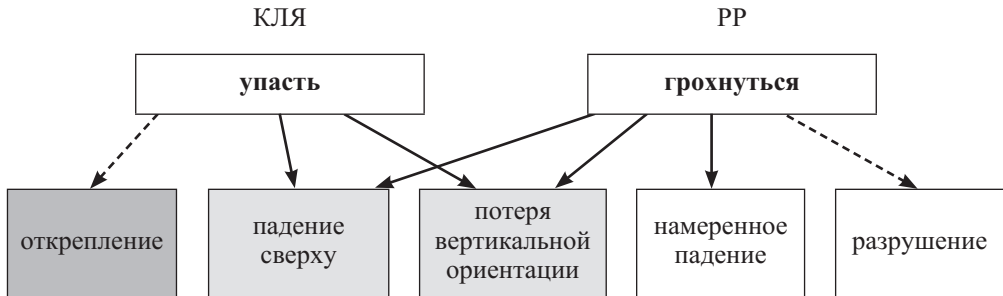 КЛЯ РР
упасть грохнуться
открепление
падение
сверху
потеря
вертикальной
ориентации
намеренное
падение
разрушение